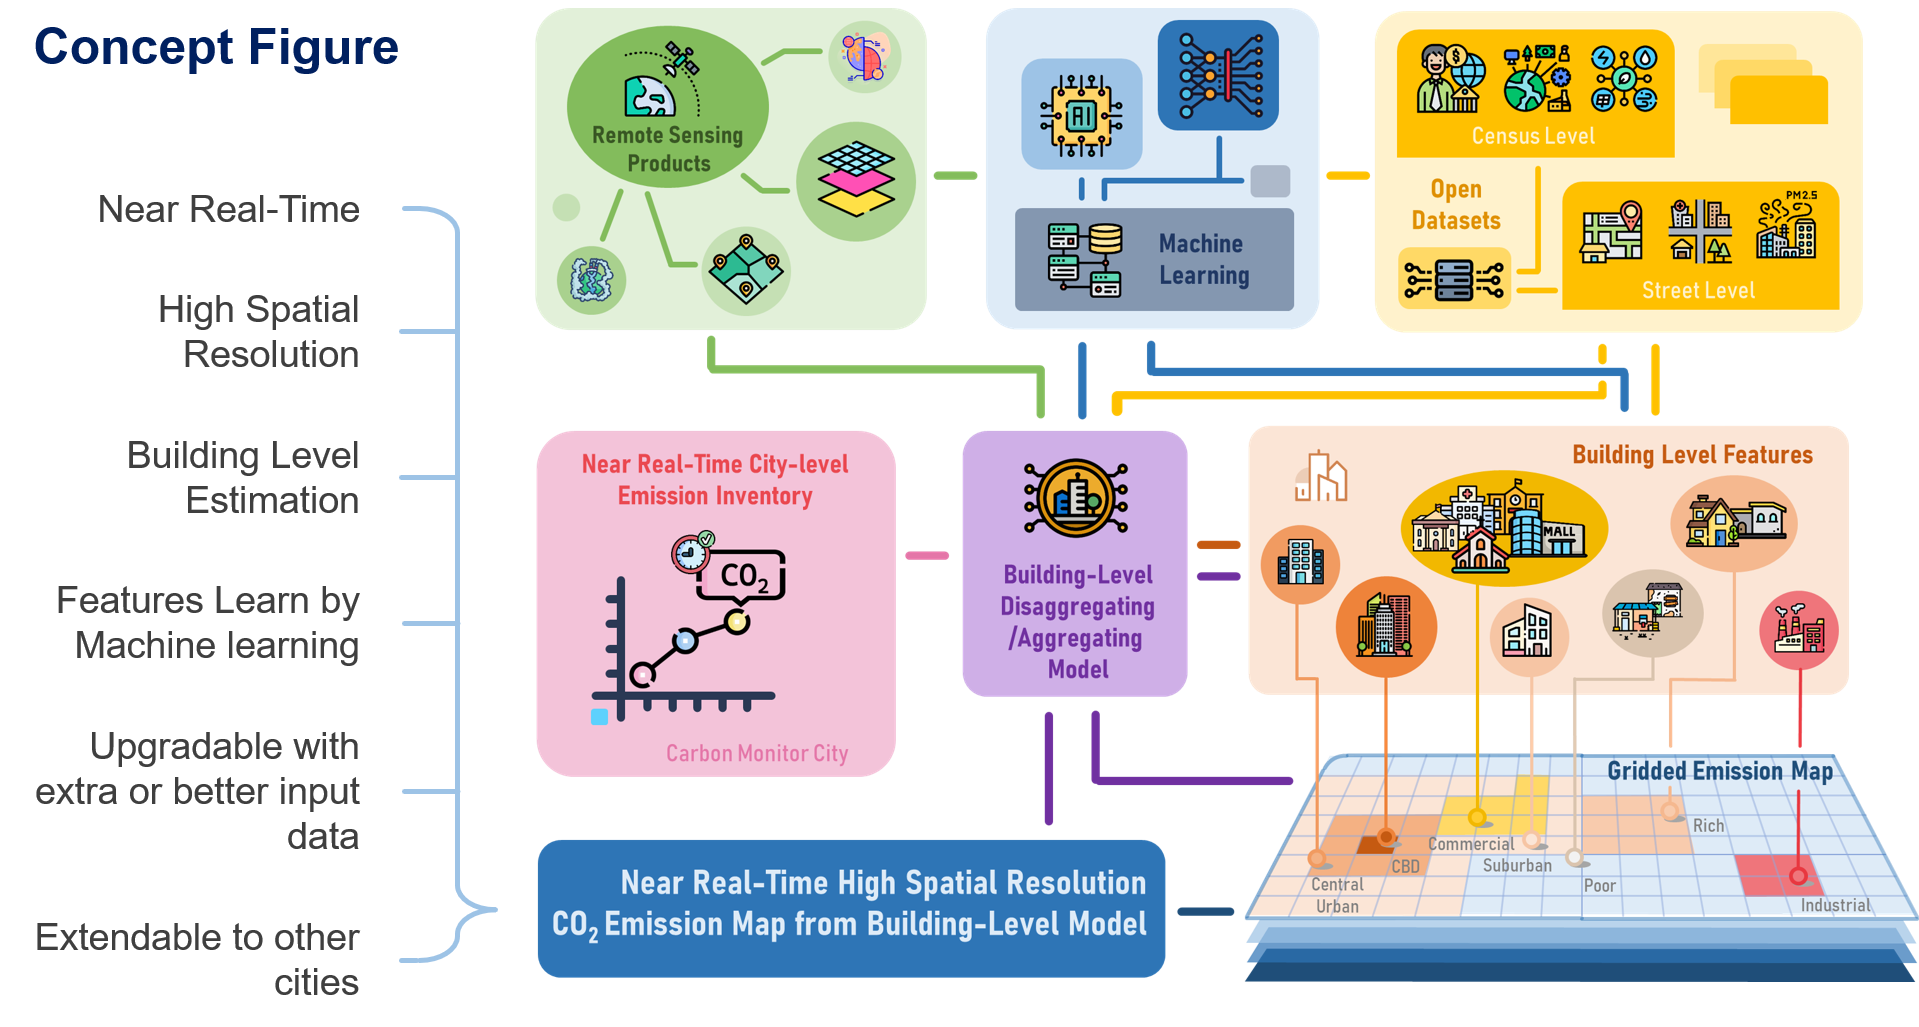 Concept Figure
Near Real-Time
High Spatial
Resolution
Building Level
Estimation
Features Learn by
Machine learning
Upgradable with
extra or better input
data
Extendable to other
cities
Remote Sensing
Products
AI
Machine
Learning
Census Level
Open
Datasets
PM2.5
Street Level
Near Real-Time City-level
Emission Inventory
CO2
Carbon Monitor City
Building-Level
Disaggregating
/Aggregating
Model
Building Level Features
MALL
Gridded Emission Map
Rich
Commercial
CBD
Suburban
Central
Urban
Poor
Industrial
Near Real-Time High Spatial Resolution
CO2 Emission Map from Building-Level Model